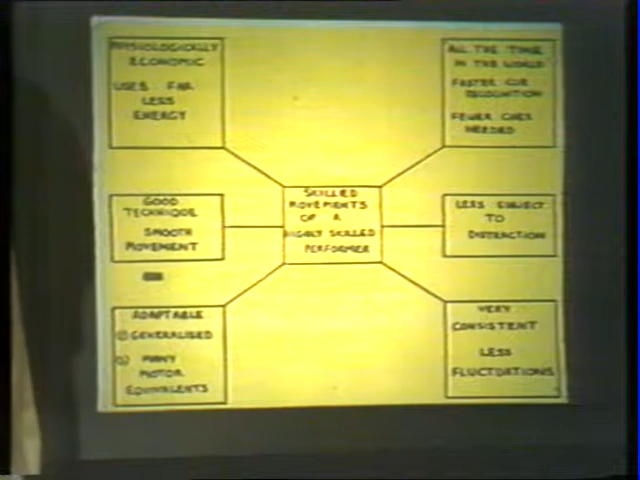 PHYSIOLOGICALLY
ECONOMIC
USES FAR
LESS
ENERGY
ALL THE TIME
IN THE WORLD
FASTER CUE
RECOGNITION
FEWER CUES
NEEDED
GOOD
TECHNIQUE
SMOOTH
MOVEMENT
SKILLED
MOVEMENTS
OF A
HIGHLY SKILLED
PERFORMER
LESS SUBJECT
TO
DISTRACTION
ADAPTABLE
① GENERALISED
② MANY
MOTOR
EQUIVALENTS
VERY
CONSISTENT
LESS
FLUCTUATIONS